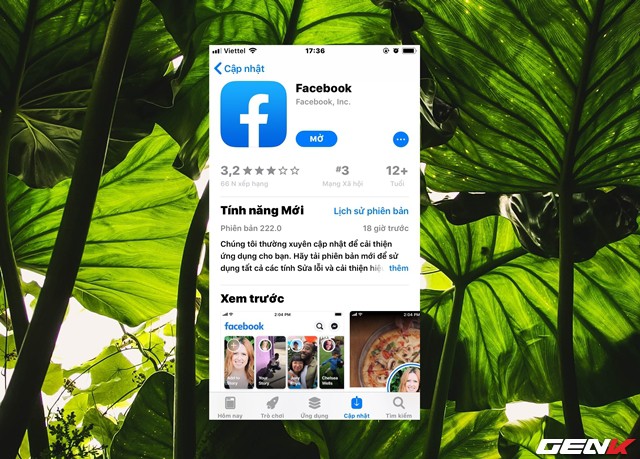 Viettel 17:36
Cập nhật
Facebook
Facebook, Inc.
MỞ
3,2 #3 12+
66 N xếp hạng Mạng Xã hội Tuổi
Tính năng Mới Lịch sử phiên bản
Phiên bản 222.0 18 giờ trước
Chúng tôi thường xuyên cập nhật để cải thiện
ứng dụng cho bạn. Hãy tải phiên bản mới để sử
dụng tất cả các tính Sửa lỗi và cải thiện thêm
Xem trước
2:04 PM 2:04 PM
facebook
Chelsea
Wells
Hôm nay Trò chơi Ứng dụng Cập nhật Tìm kiếm
GENK